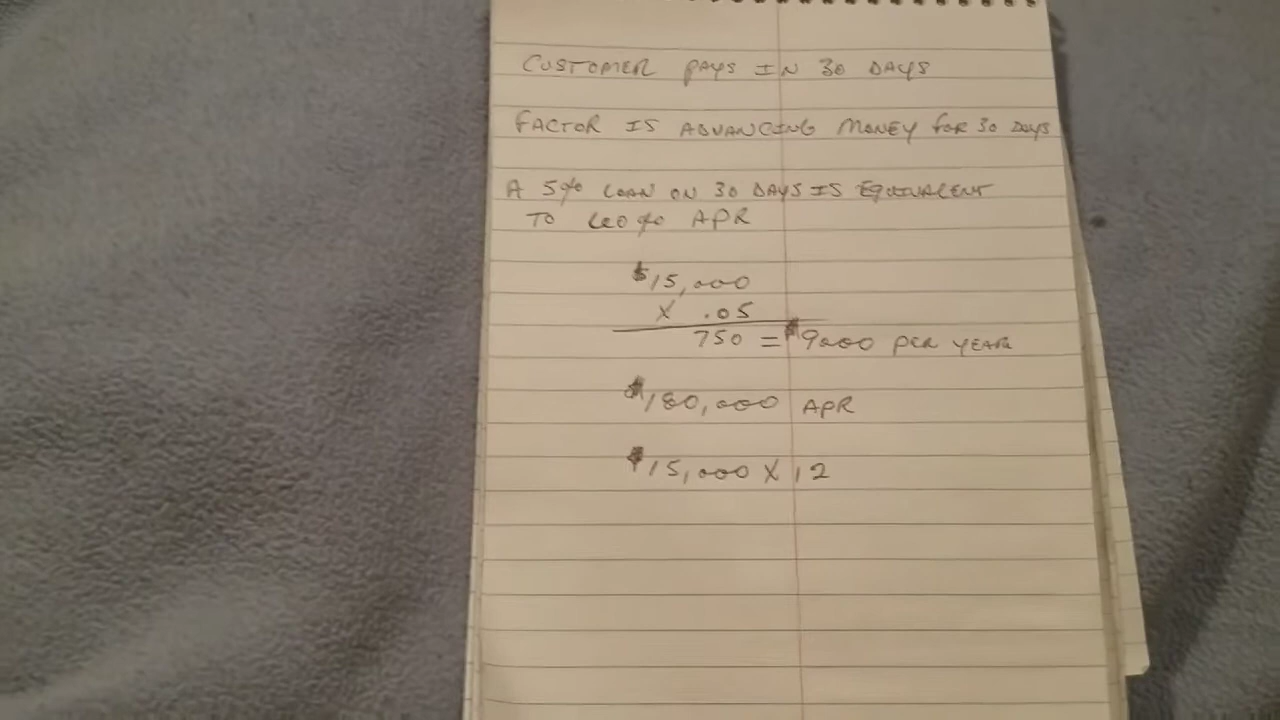 CUSTOMER PAYS IN 30 DAYS
FACTOR IS ADVANCING MONEY FOR 30 DAYS
A 5% LOAN ON 30 DAYS IS EQUIVALENT
TO 60% APR
$15,000
X .05
750 = $9000 PER YEAR
$180,000 APR
$15,000 X 12